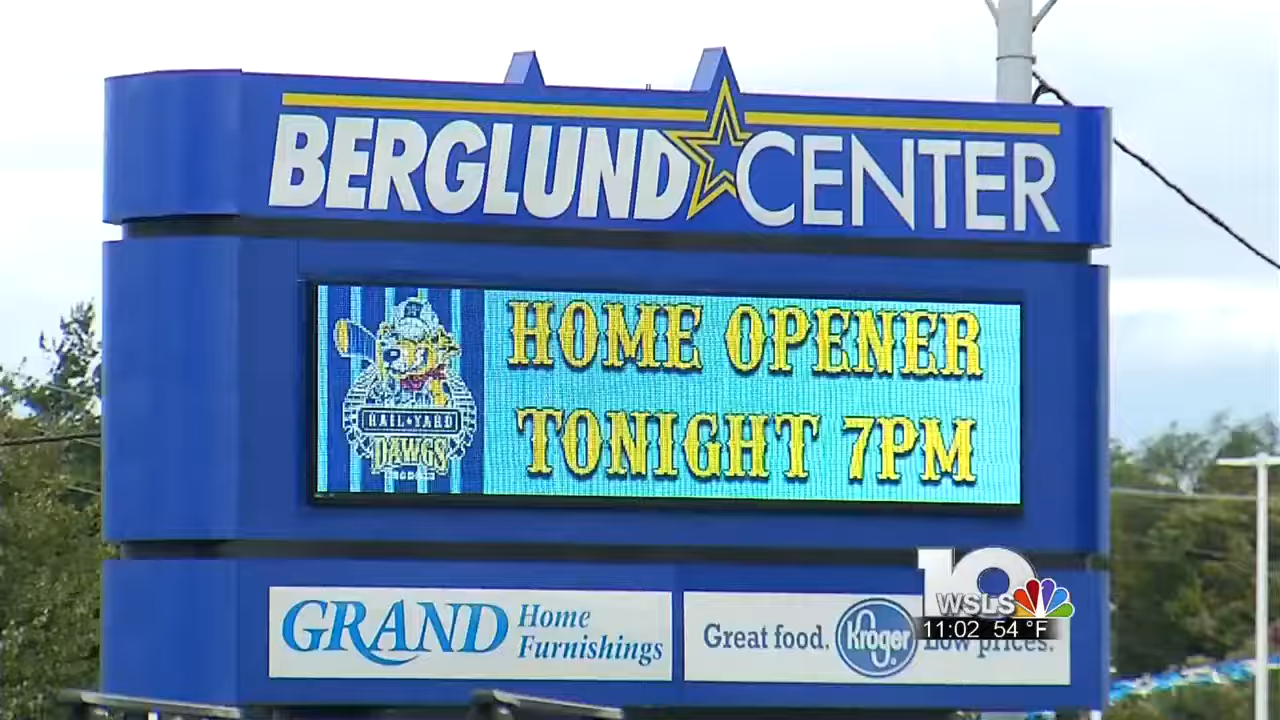 BERGLUND CENTER
HOME OPENER
TONIGHT 7PM
RAIL★YARD
DAWGS
GRAND Home
Furnishings
Great food. Kroger Low prices.
10
WSLS
11:02 54 °F